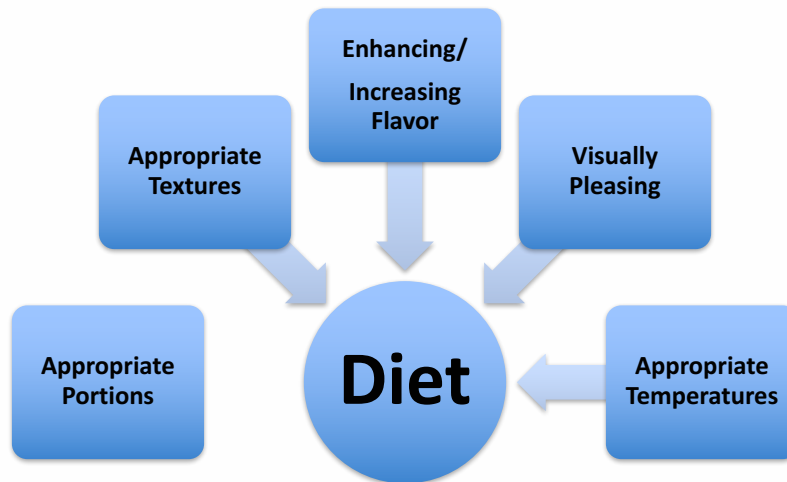 Enhancing/
Increasing
Flavor
Appropriate
Textures
Visually
Pleasing
Appropriate
Portions
Diet
Appropriate
Temperatures